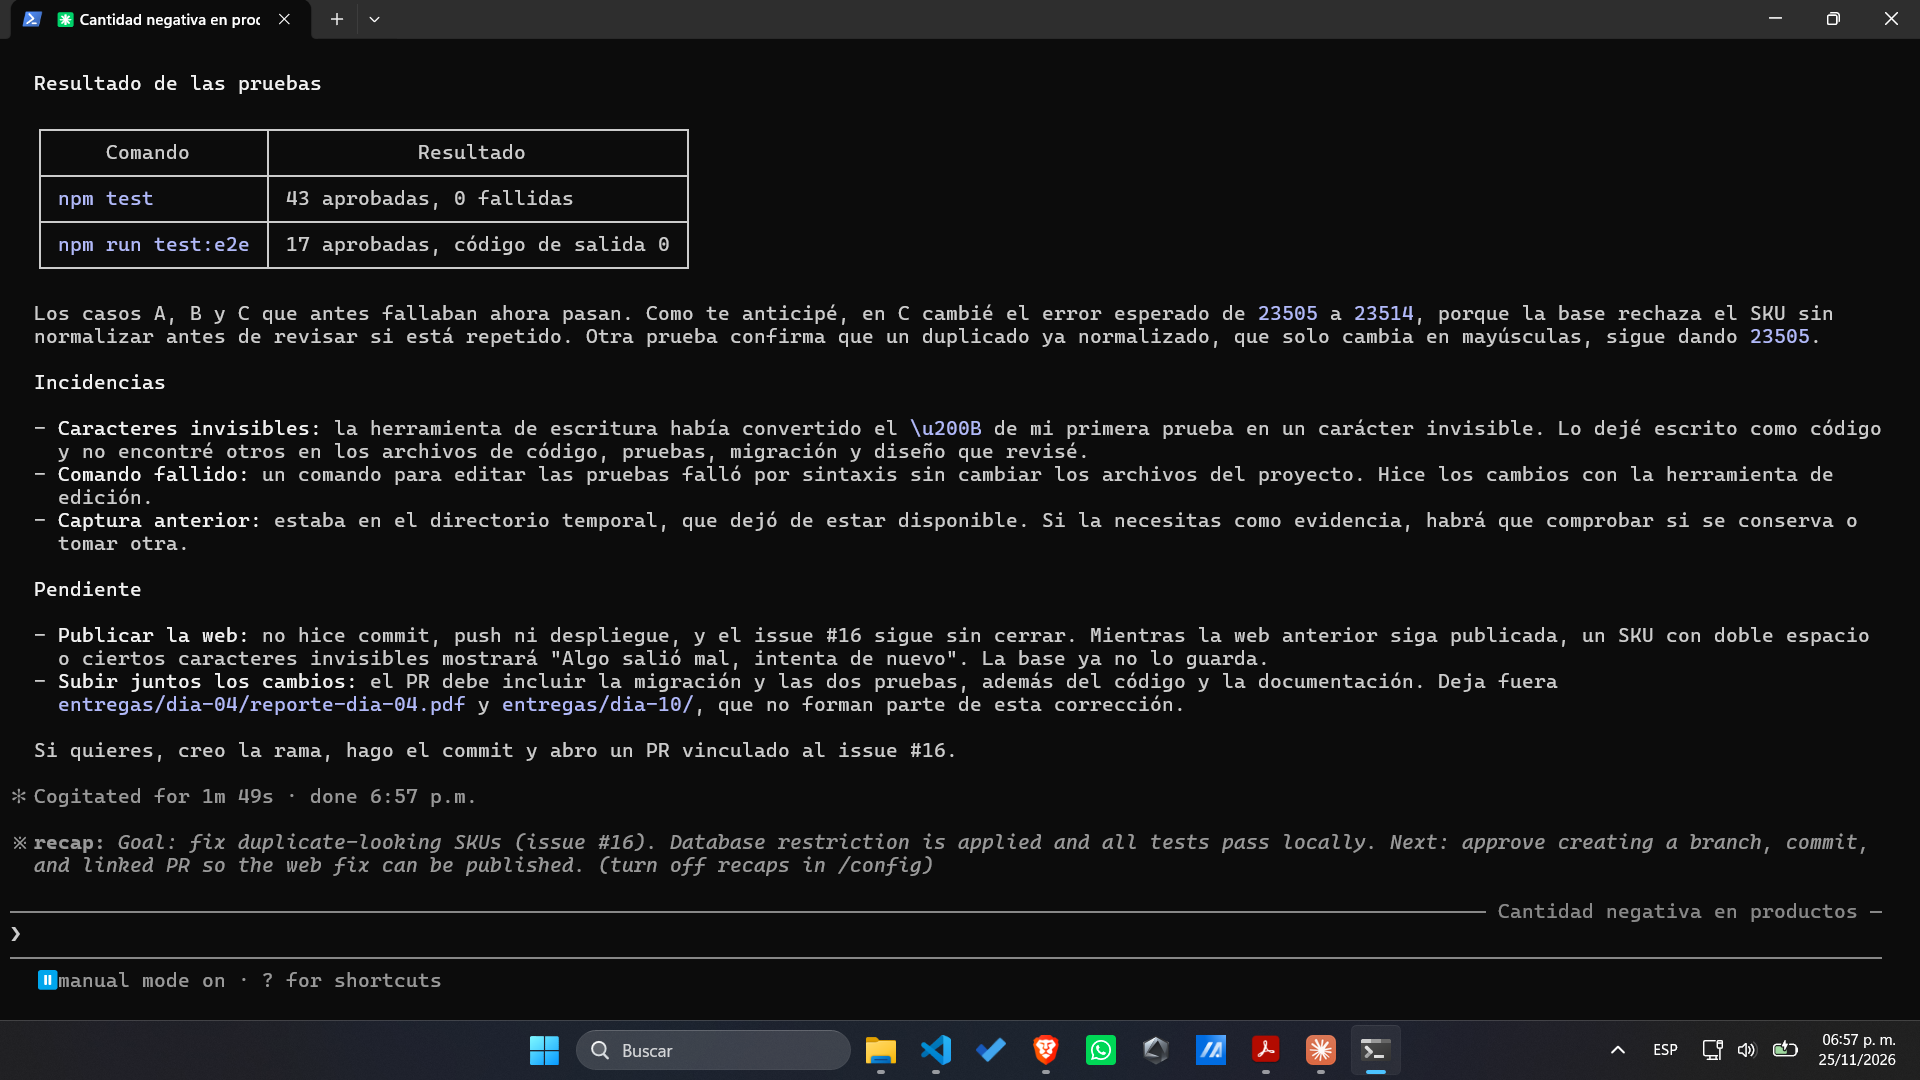 Cantidad negativa en proc
Resultado de las pruebas
Comando Resultado
npm test 43 aprobadas, 0 fallidas
npm run test:e2e 17 aprobadas, código de salida 0
Los casos A, B y C que antes fallaban ahora pasan. Como te anticipé, en C cambié el error esperado de 23505 a 23514, porque la base rechaza el SKU sin
normalizar antes de revisar si está repetido. Otra prueba confirma que un duplicado ya normalizado, que solo cambia en mayúsculas, sigue dando 23505.
Incidencias
- Caracteres invisibles: la herramienta de escritura había convertido el \u200B de mi primera prueba en un carácter invisible. Lo dejé escrito como código
y no encontré otros en los archivos de código, pruebas, migración y diseño que revisé.
- Comando fallido: un comando para editar las pruebas falló por sintaxis sin cambiar los archivos del proyecto. Hice los cambios con la herramienta de
edición.
- Captura anterior: estaba en el directorio temporal, que dejó de estar disponible. Si la necesitas como evidencia, habrá que comprobar si se conserva o
tomar otra.
Pendiente
- Publicar la web: no hice commit, push ni despliegue, y el issue #16 sigue sin cerrar. Mientras la web anterior siga publicada, un SKU con doble espacio
o ciertos caracteres invisibles mostrará "Algo salió mal, intenta de nuevo". La base ya no lo guarda.
- Subir juntos los cambios: el PR debe incluir la migración y las dos pruebas, además del código y la documentación. Deja fuera
entregas/dia-04/reporte-dia-04.pdf y entregas/dia-10/, que no forman parte de esta corrección.
Si quieres, creo la rama, hago el commit y abro un PR vinculado al issue #16.
✻ Cogitated for 1m 49s · done 6:57 p.m.
※ recap: Goal: fix duplicate-looking SKUs (issue #16). Database restriction is applied and all tests pass locally. Next: approve creating a branch, commit,
and linked PR so the web fix can be published. (turn off recaps in /config)
Cantidad negativa en productos
❯
manual mode on · ? for shortcuts
Buscar
ESP
06:57 p. m.
25/11/2026